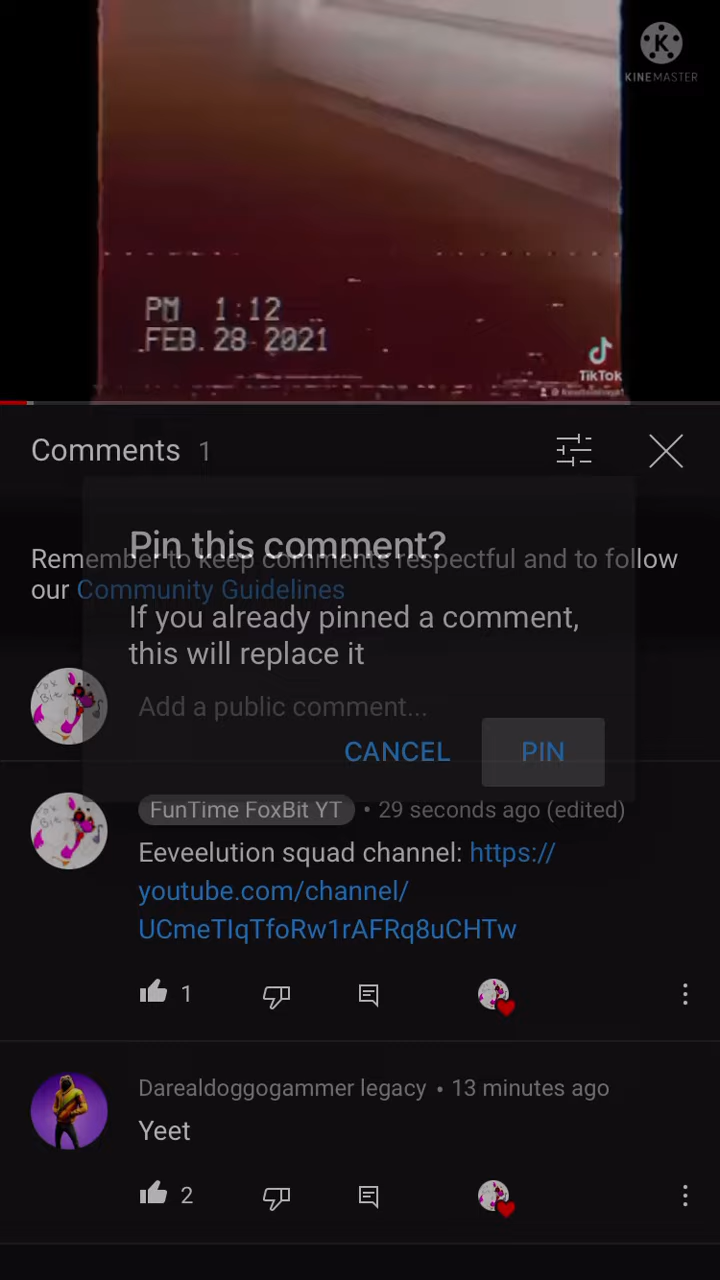 KINEMASTER
PM 1:12
FEB. 28 2021
TikTok
Comments 1
Pin this comment?
Remember to keep comments respectful and to follow
our Community Guidelines
If you already pinned a comment,
this will replace it
Add a public comment...
CANCEL PIN
FunTime FoxBit YT • 29 seconds ago (edited)
Eeveelution squad channel: https://
youtube.com/channel/
UCmeTIqTfoRw1rAFRq8uCHTw
1
Darealdoggogammer legacy • 13 minutes ago
Yeet
2